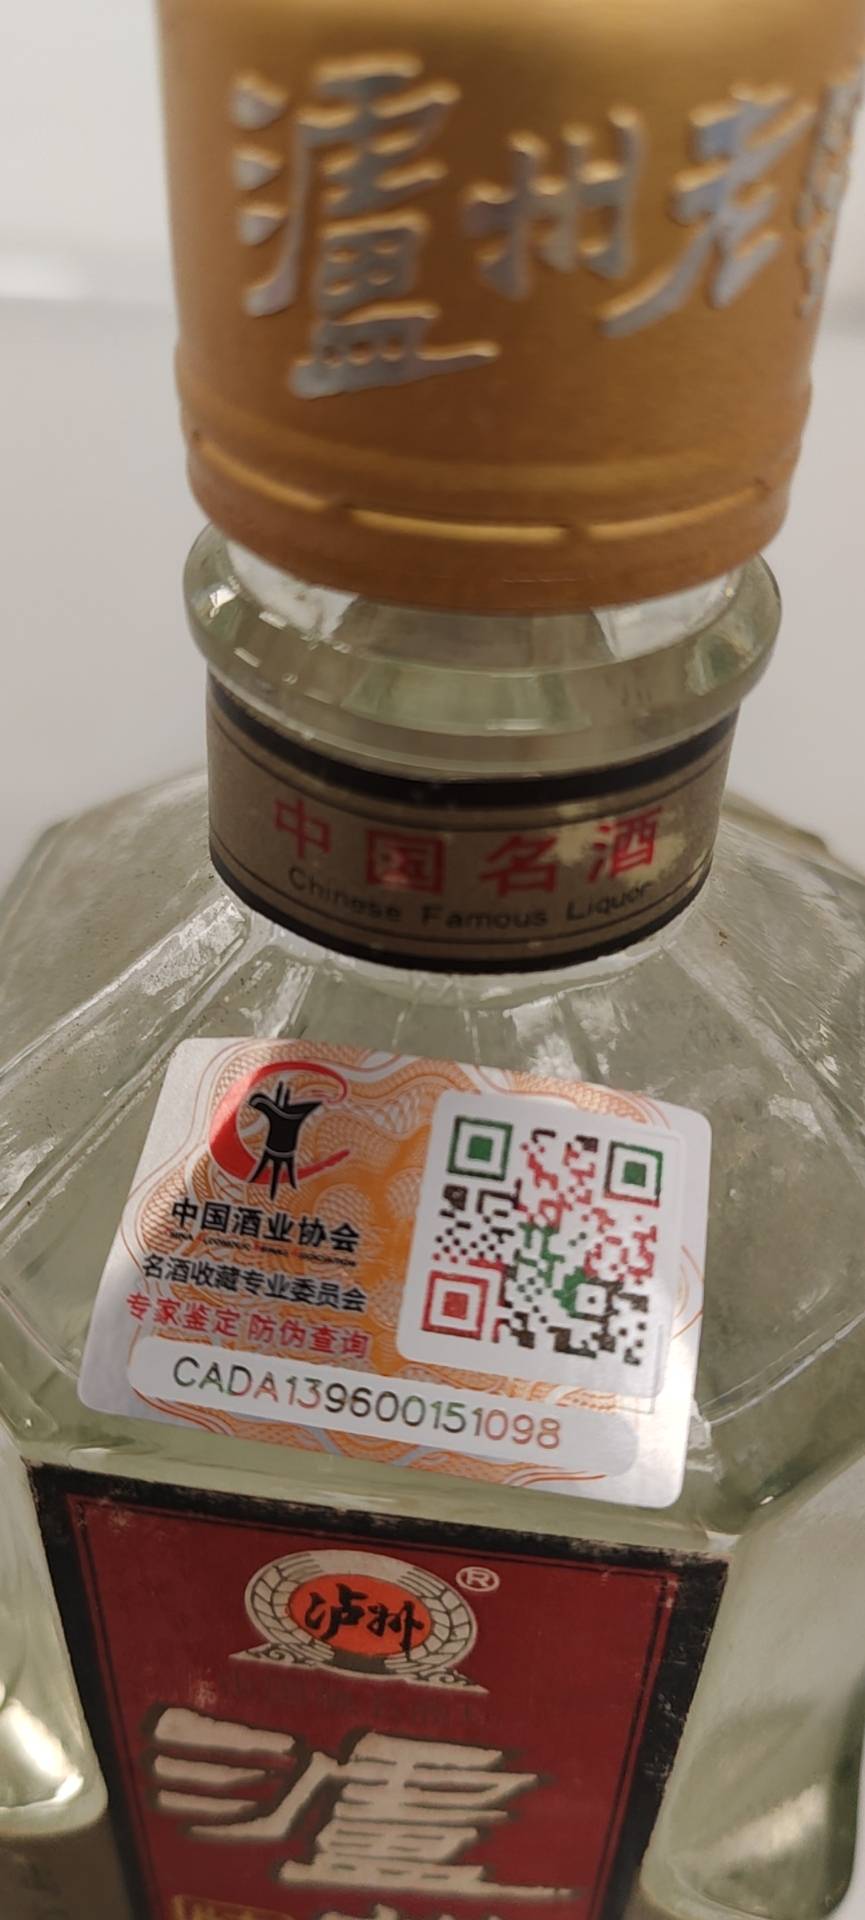 瀘州老
中国名酒
Chinese Famous Liquor
中国酒业协会
名酒收藏专业委员会
专家鉴定 防伪查询
CADA139600151098
泸州
®
瀘